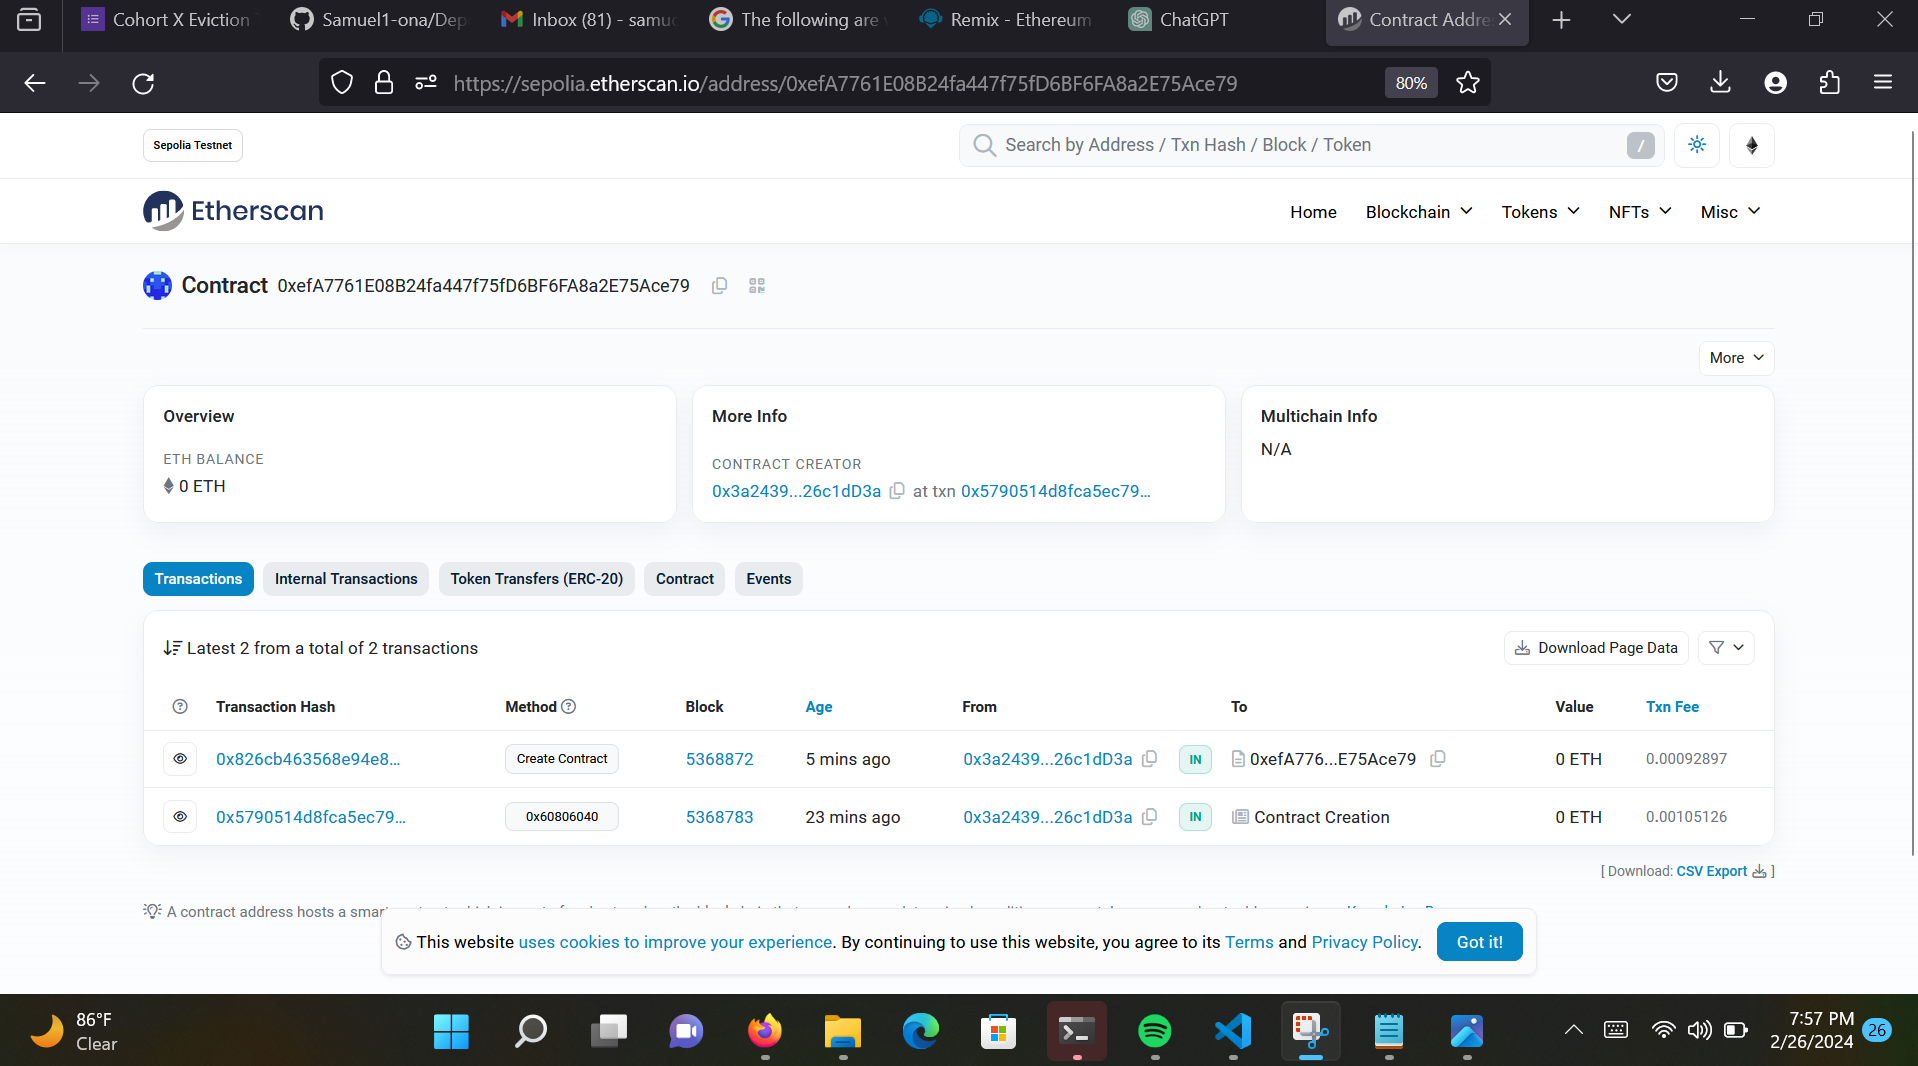 Cohort X Eviction
Samuel1-ona/Dep
Inbox (81) - samu
The following are
Remix - Ethereum
ChatGPT
Contract Addre
https://sepolia.etherscan.io/address/0xefA7761E08B24fa447f75fD6BF6FA8a2E75Ace79
80%
Sepolia Testnet
Search by Address / Txn Hash / Block / Token
/
Etherscan
Home Blockchain Tokens NFTs Misc
Contract 0xefA7761E08B24fa447f75fD6BF6FA8a2E75Ace79
More
Overview
ETH BALANCE
0 ETH
More Info
CONTRACT CREATOR
0x3a2439...26c1dD3a at txn 0x5790514d8fca5ec79...
Multichain Info
N/A
Transactions Internal Transactions Token Transfers (ERC-20) Contract Events
Latest 2 from a total of 2 transactions
Download Page Data
Transaction Hash Method Block Age From To Value Txn Fee
0x826cb463568e94e8... Create Contract 5368872 5 mins ago 0x3a2439...26c1dD3a IN 0xefA776...E75Ace79 0 ETH 0.00092897
0x5790514d8fca5ec79... 0x60806040 5368783 23 mins ago 0x3a2439...26c1dD3a IN Contract Creation 0 ETH 0.00105126
[ Download: CSV Export ]
A contract address hosts a smar
This website uses cookies to improve your experience. By continuing to use this website, you agree to its Terms and Privacy Policy.
Got it!
86°F
Clear
7:57 PM
2/26/2024
26